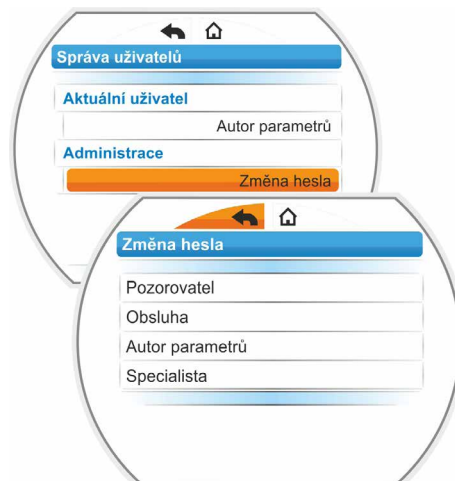 Správa uživatelů
Aktuální uživatel
Autor parametrů
Administrace
Změna hesla
Změna hesla
Pozorovatel
Obsluha
Autor parametrů
Specialista